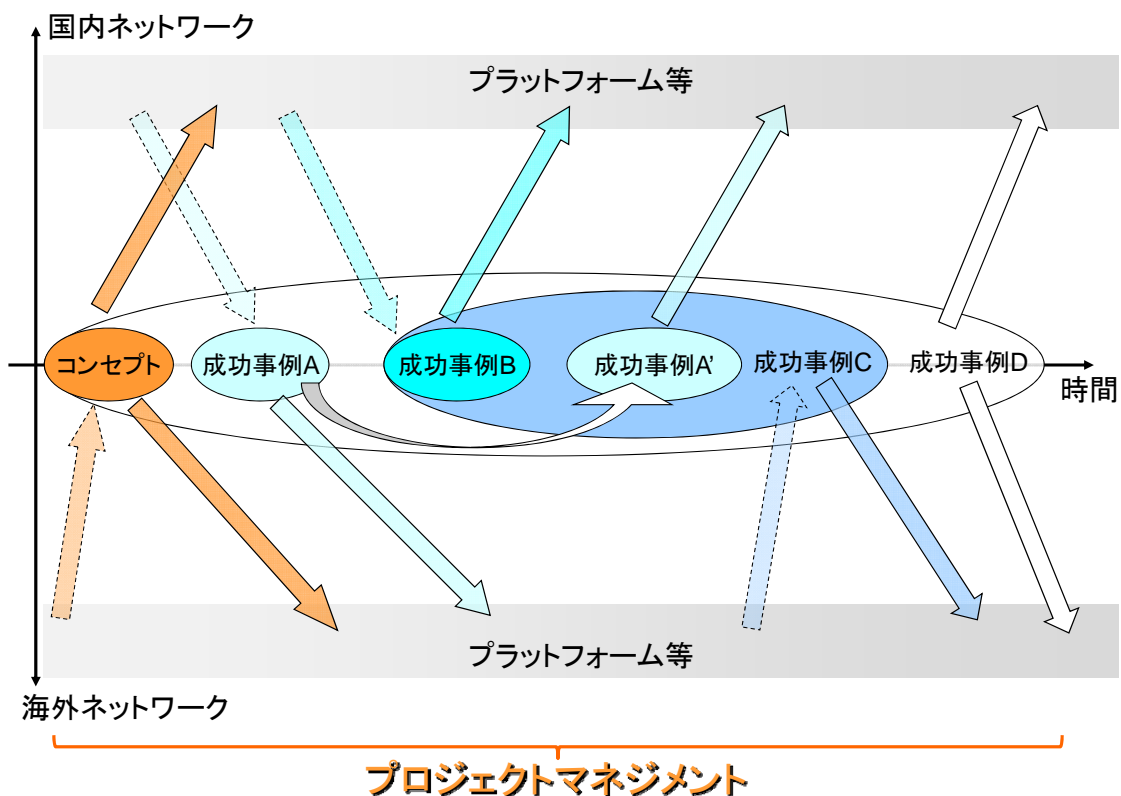 国内ネットワーク
プラットフォーム等
コンセプト
成功事例A
成功事例B
成功事例A'
成功事例C
成功事例D
時間
プラットフォーム等
海外ネットワーク
プロジェクトマネジメント